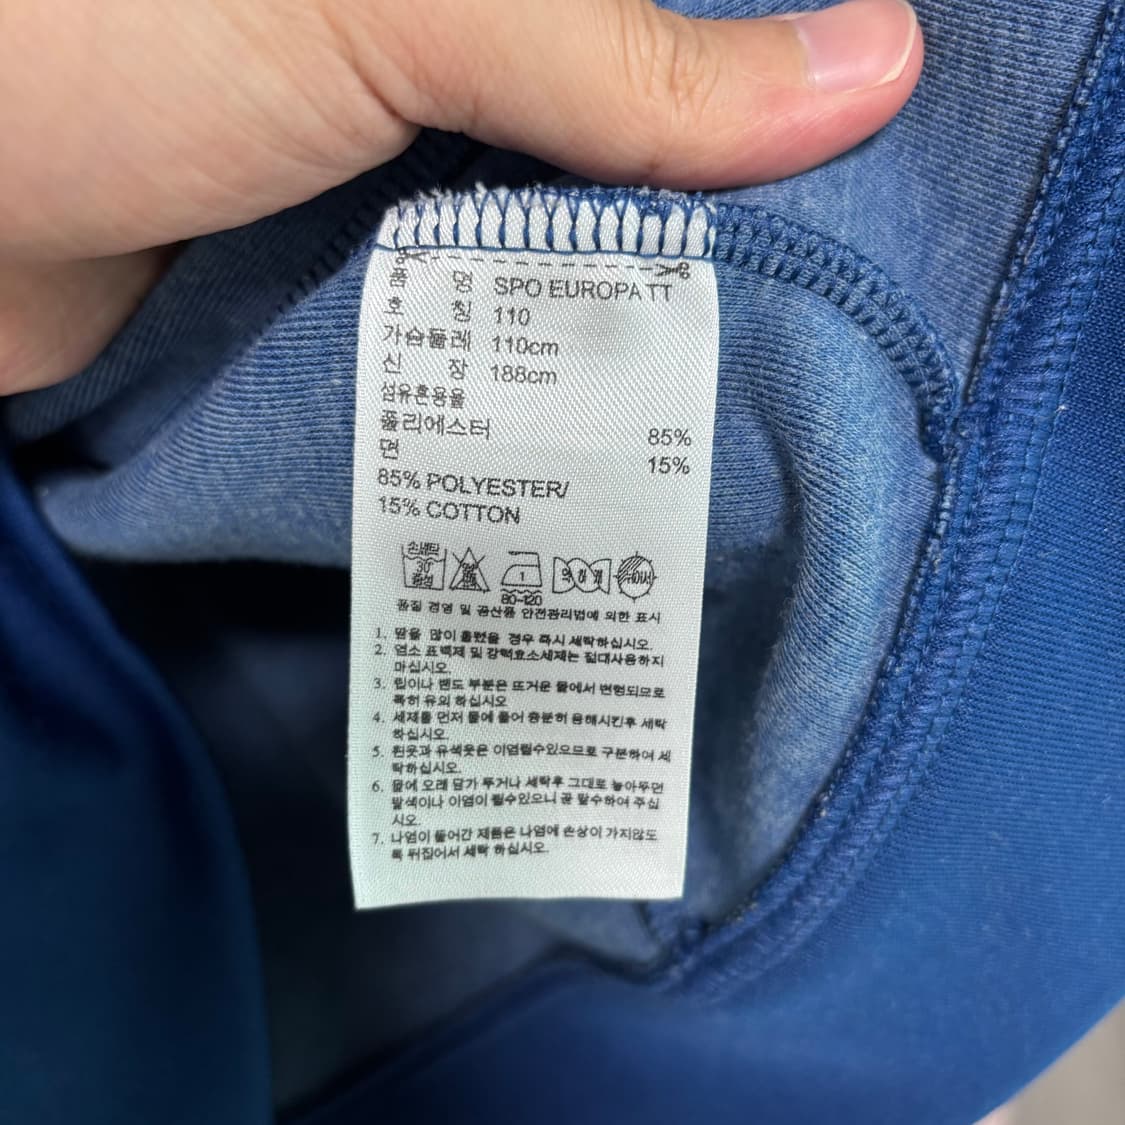 품 명 SPO EUROPA TT
호 칭 110
가슴둘레 110cm
신 장 188cm
섬유혼용율
폴리에스터 85%
면 15%
85% POLYESTER/
15% COTTON
손세탁 30° 중성 1 80~120 약하게
품질 경영 및 공산품 안전관리법에 의한 표시
1. 땀을 많이 흘렸을 경우 즉시 세탁하십시오.
2. 염소 표백제 및 강력효소세제는 절대사용하지
마십시오.
3. 립이나 밴드 부분은 뜨거운 물에서 변형되므로
특히 유의 하십시오
4. 세제를 먼저 물에 풀어 충분히 용해시킨후 세탁
하십시오.
5. 흰옷과 유색옷은 이염될수있으므로 구분하여 세
탁하십시오.
6. 물에 오래 담가 두거나 세탁후 그대로 놓아두면
탈색이나 이염이 될수있으니 곧 탈수하여 주십
시오.
7. 나염이 들어간 제품은 나염에 손상이 가지않도
록 뒤집어서 세탁 하십시오.